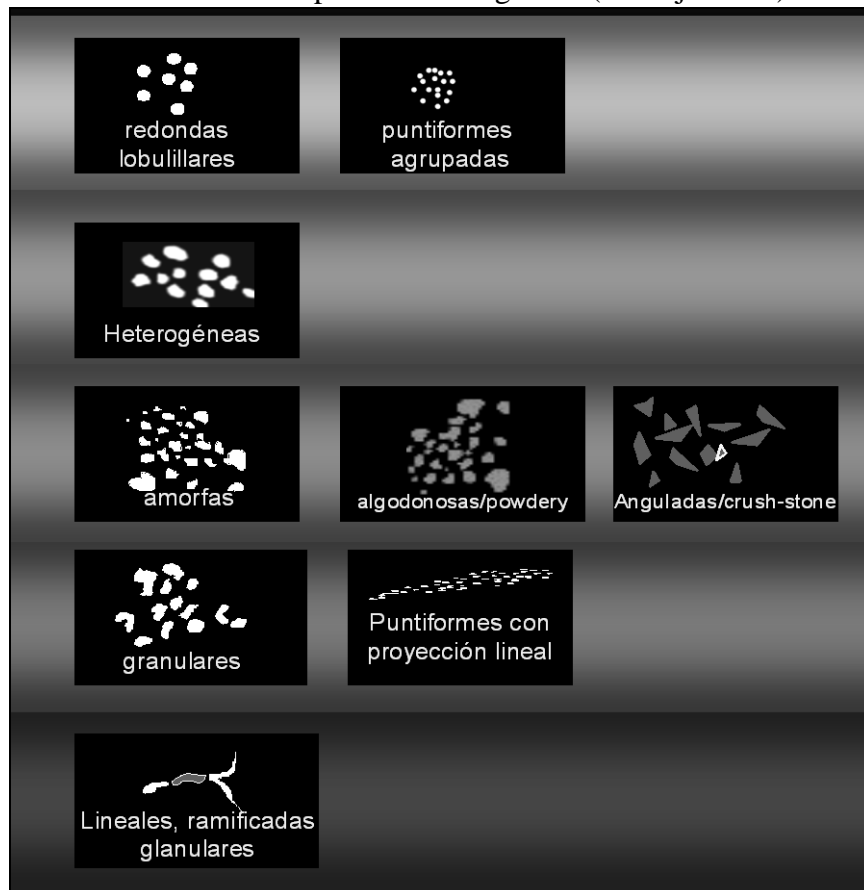 redondas
lobulillares
puntiformes
agrupadas
Heterogéneas
amorfas
algodonosas/powdery
Anguladas/crush-stone
granulares
Puntiformes con
proyección lineal
Lineales, ramificadas
glanulares